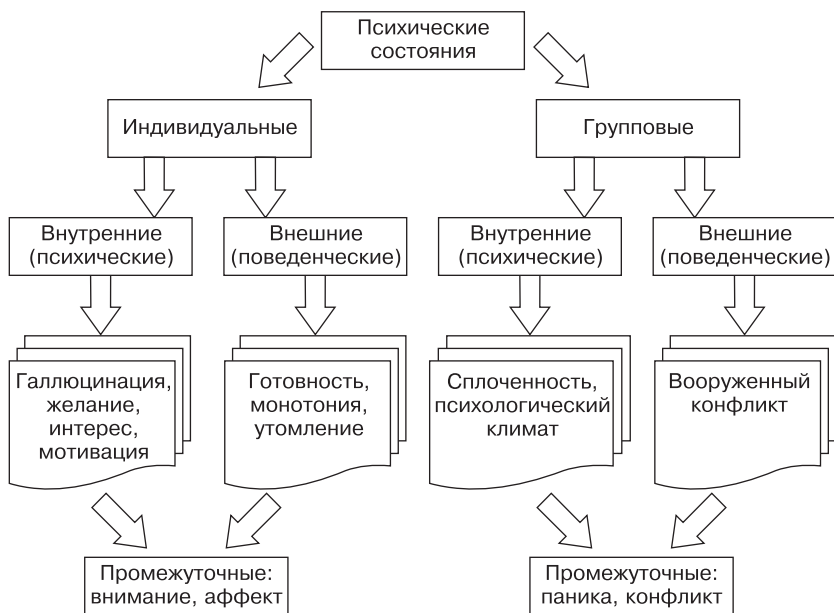 Психические
состояния
Индивидуальные
Групповые
Внутренние
(психические)
Внешние
(поведенческие)
Внутренние
(психические)
Внешние
(поведенческие)
Галлюцинация,
желание,
интерес,
мотивация
Готовность,
монотония,
утомление
Сплоченность,
психологический
климат
Вооруженный
конфликт
Промежуточные:
внимание, аффект
Промежуточные:
паника, конфликт